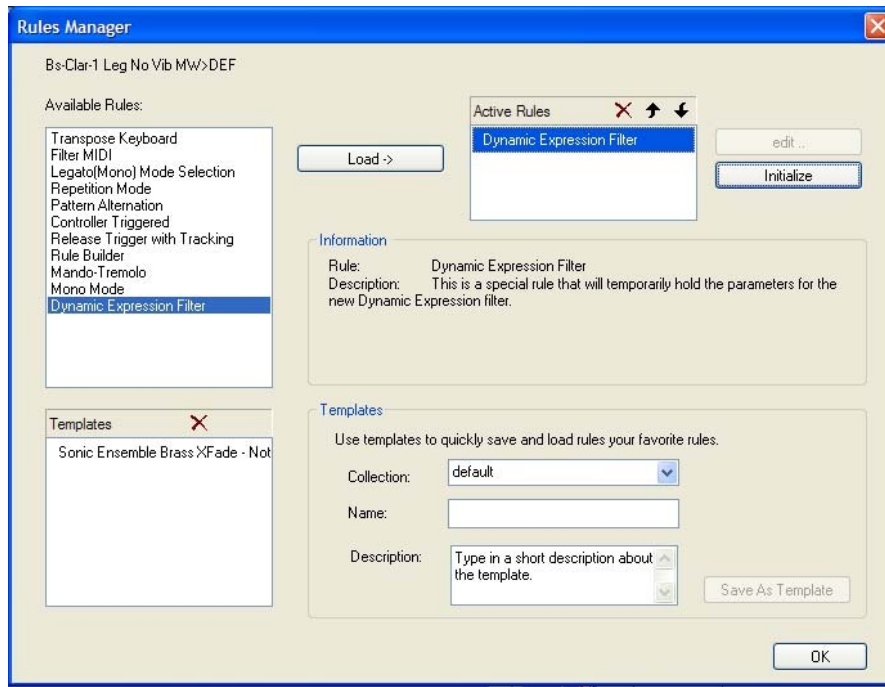 Rules Manager
Bs-Clar-1 Leg No Vib MW>DEF
Available Rules:
Transpose Keyboard
Filter MIDI
Legato(Mono) Mode Selection
Repetition Mode
Pattern Alternation
Controller Triggered
Release Trigger with Tracking
Rule Builder
Mando-Tremolo
Mono Mode
Dynamic Expression Filter
Load ->
Active Rules
Dynamic Expression Filter
edit ..
Initialize
Information
Rule: Dynamic Expression Filter
Description: This is a special rule that will temporarily hold the parameters for the
new Dynamic Expression filter.
Templates
Sonic Ensemble Brass XFade - Not
Templates
Use templates to quickly save and load rules your favorite rules.
Collection: default
Name:
Description: Type in a short description about
the template.
Save As Template
OK